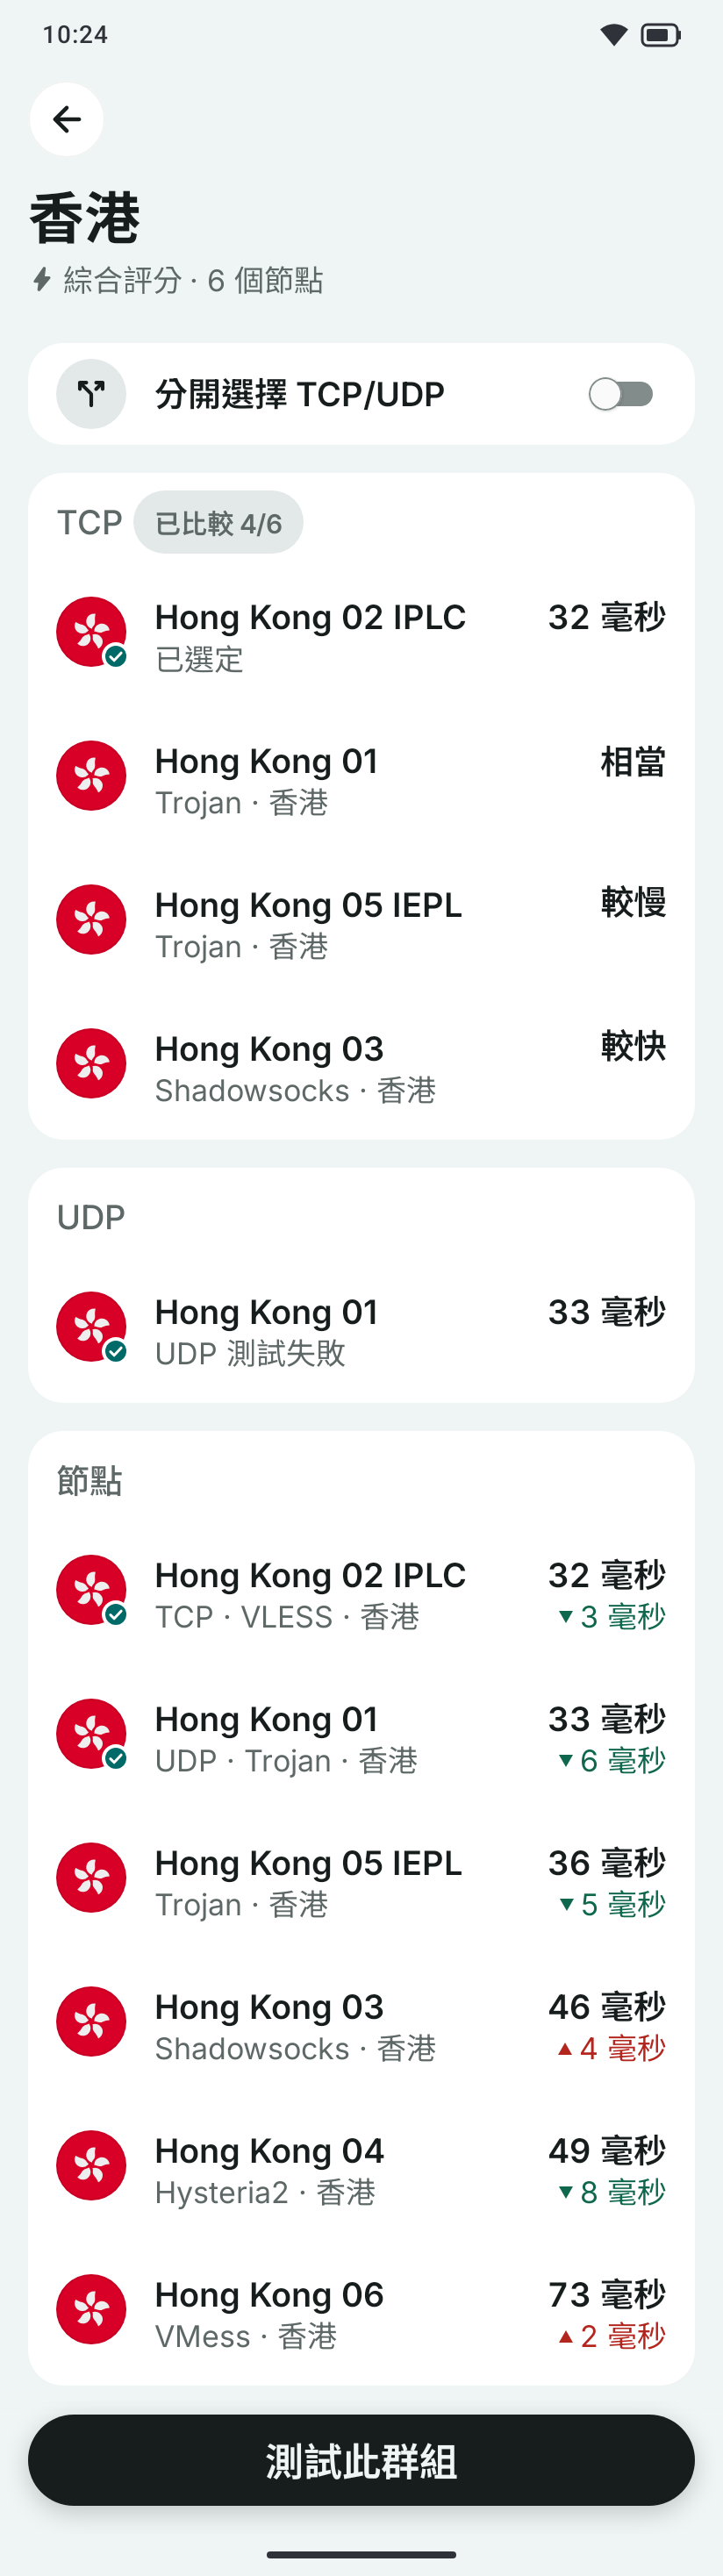 10:24
香港
綜合評分 · 6 個節點
分開選擇 TCP/UDP
TCP 已比較 4/6
Hong Kong 02 IPLC 32 毫秒
已選定
Hong Kong 01 相當
Trojan · 香港
Hong Kong 05 IEPL 較慢
Trojan · 香港
Hong Kong 03 較快
Shadowsocks · 香港
UDP
Hong Kong 01 33 毫秒
UDP 測試失敗
節點
Hong Kong 02 IPLC 32 毫秒
TCP · VLESS · 香港 ▼3 毫秒
Hong Kong 01 33 毫秒
UDP · Trojan · 香港 ▼6 毫秒
Hong Kong 05 IEPL 36 毫秒
Trojan · 香港 ▼5 毫秒
Hong Kong 03 46 毫秒
Shadowsocks · 香港 ▲4 毫秒
Hong Kong 04 49 毫秒
Hysteria2 · 香港 ▼8 毫秒
Hong Kong 06 73 毫秒
VMess · 香港 ▲2 毫秒
測試此群組